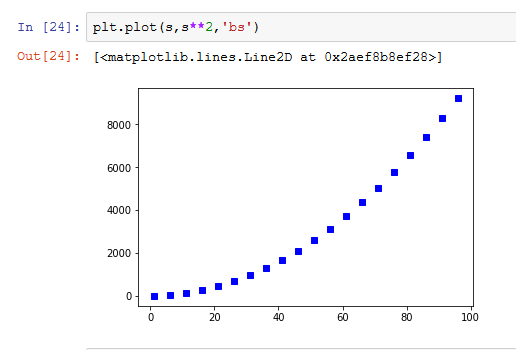 In [24]: plt.plot(s,s**2,'bs')
Out[24]: [<matplotlib.lines.Line2D at 0x2aef8b8ef28>]
8000
6000
4000
2000
0
0 20 40 60 80 100